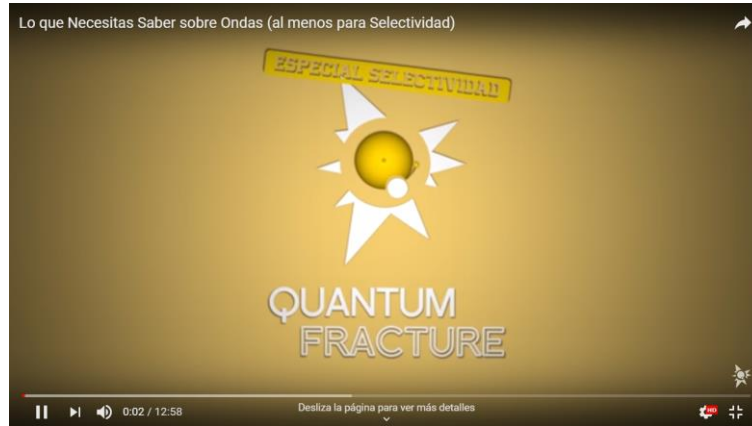 Lo que Necesitas Saber sobre Ondas (al menos para Selectividad)
ESPECIAL SELECTIVIDAD
QUANTUM
FRACTURE
0:02 / 12:58
Desliza la página para ver más detalles
HD